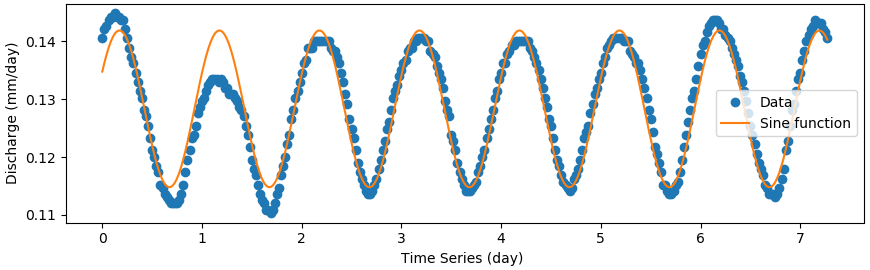 Discharge (mm/day)
0.14
0.13
0.12
0.11
Data
Sine function
0 1 2 3 4 5 6 7
Time Series (day)